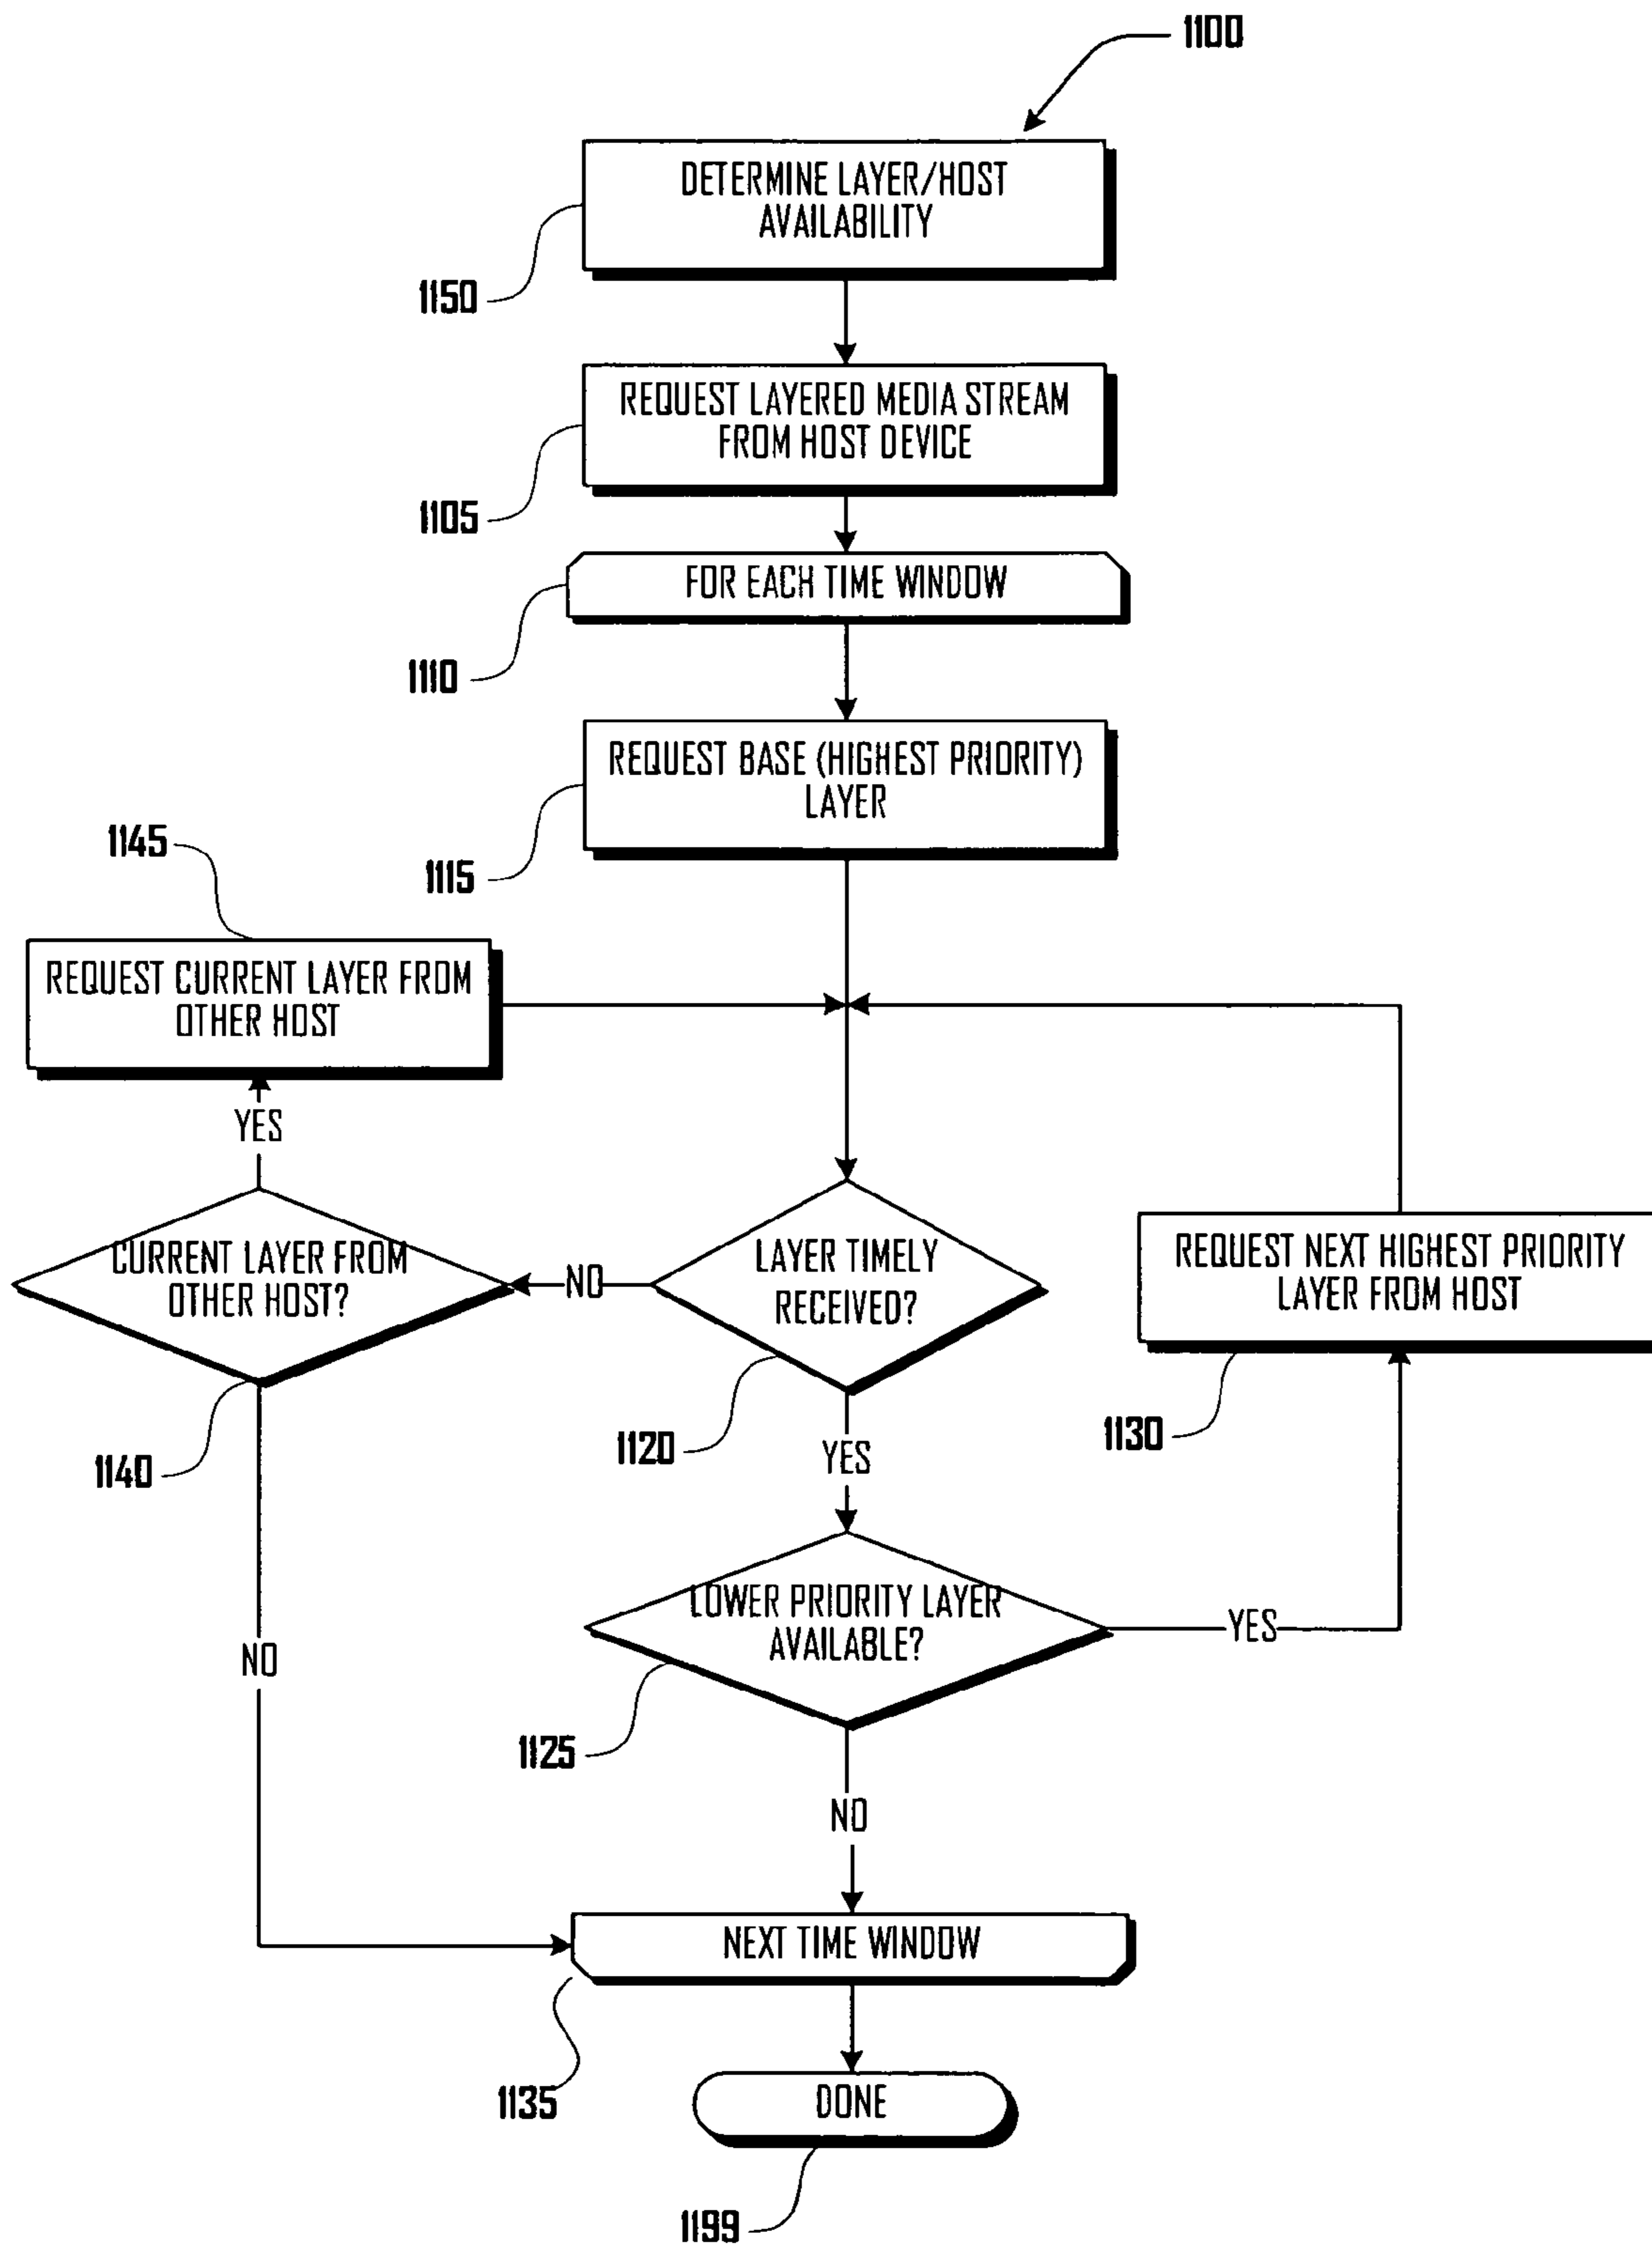 1100
DETERMINE LAYER/HOST
AVAILABILITY
1150
REQUEST LAYERED MEDIA STREAM
FROM HOST DEVICE
1105
FOR EACH TIME WINDOW
1110
REQUEST BASE (HIGHEST PRIORITY)
LAYER
1115
1145
REQUEST CURRENT LAYER FROM
OTHER HOST
YES
CURRENT LAYER FROM
OTHER HOST?
NO
LAYER TIMELY
RECEIVED?
REQUEST NEXT HIGHEST PRIORITY
LAYER FROM HOST
1140
1120
1130
YES
LOWER PRIORITY LAYER
AVAILABLE?
YES
NO
1125
NO
NEXT TIME WINDOW
1135
DONE
1199